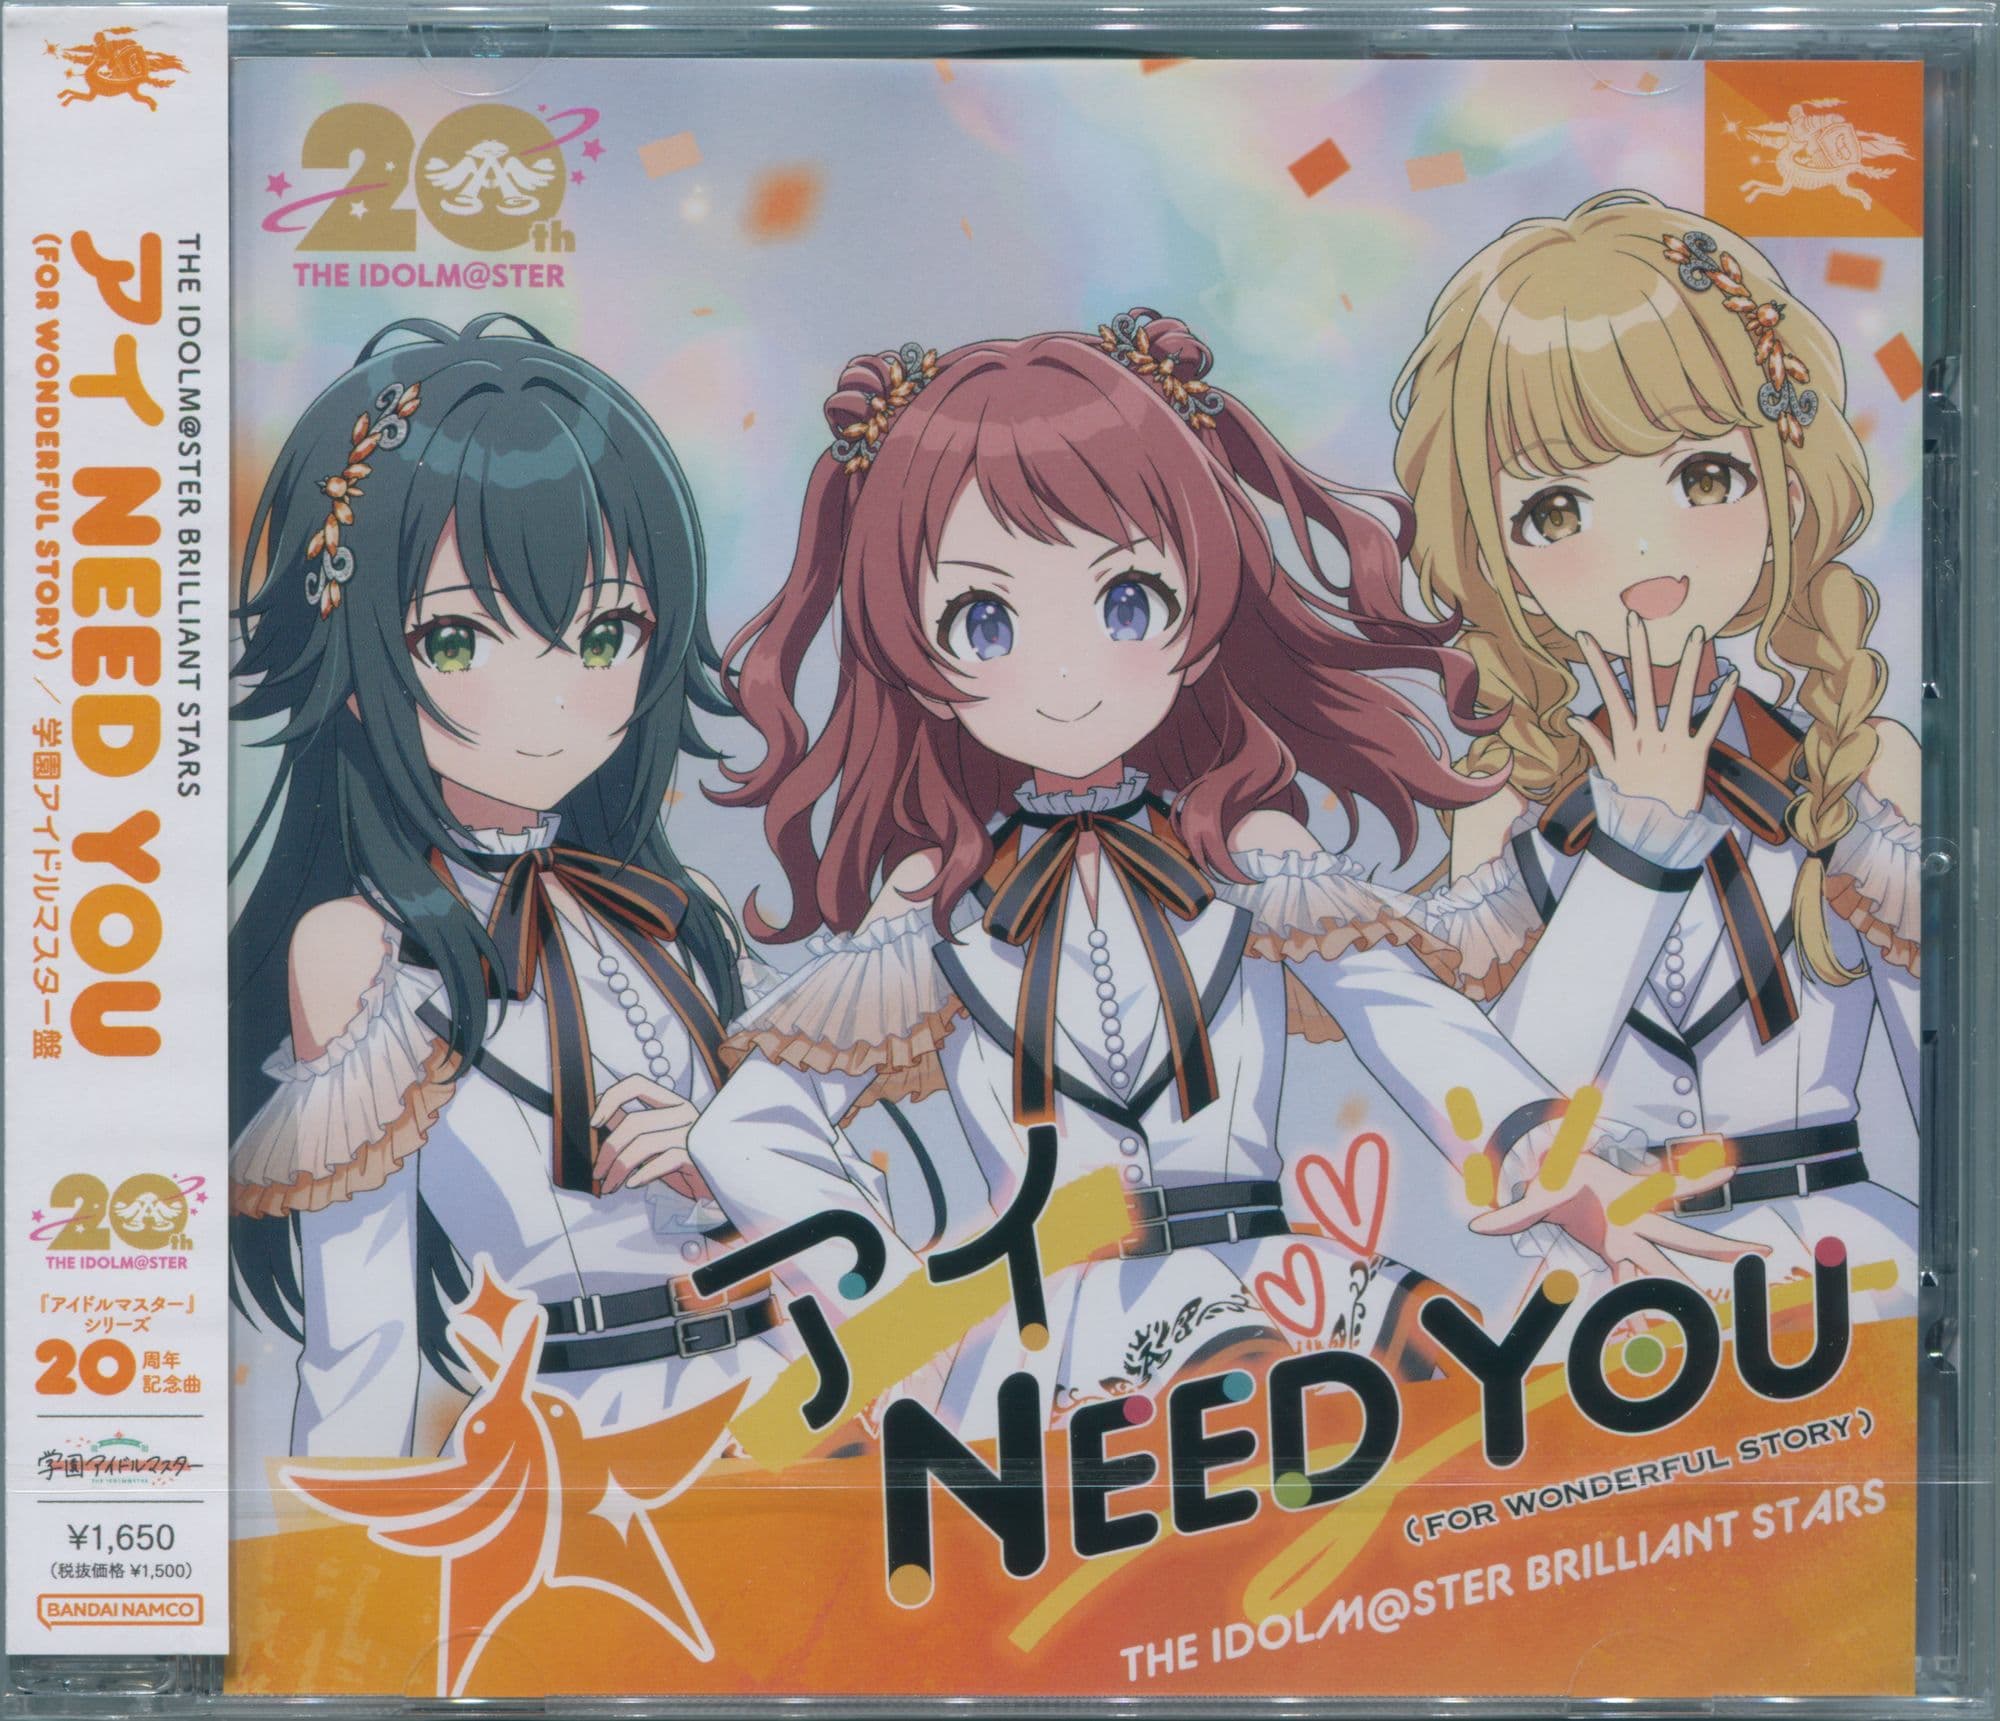 THE IDOLM@STER BRILLIANT STARS
アイ NEED YOU
(FOR WONDERFUL STORY) / 学園アイドルマスター盤
20th
THE IDOLM@STER
『アイドルマスター』
シリーズ
20周年
記念曲
学園アイドルマスター
THE IDOLM@STER
¥1,650
(税抜価格 ¥1,500)
BANDAI NAMCO
20th
THE IDOLM@STER
アイ
NEED YOU
(FOR WONDERFUL STORY)
THE IDOLM@STER BRILLIANT STARS